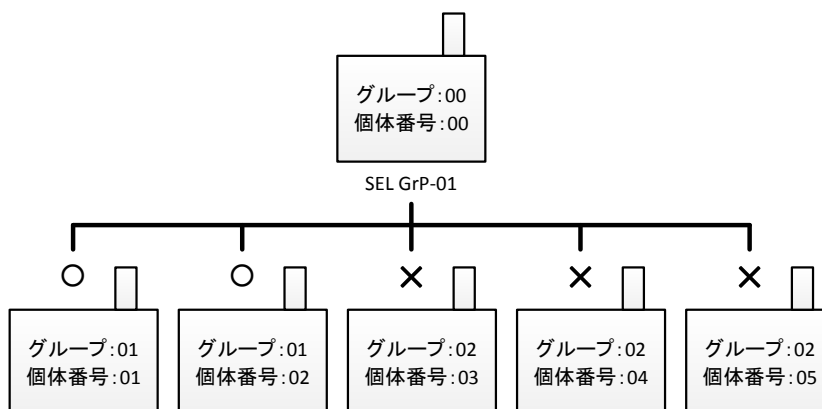 グループ:00
個体番号:00
SEL GrP-01
○ ○ × × ×
グループ:01 グループ:01 グループ:02 グループ:02 グループ:02
個体番号:01 個体番号:02 個体番号:03 個体番号:04 個体番号:05